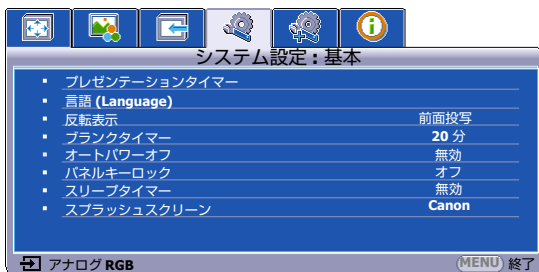 システム設定 : 基本
プレゼンテーションタイマー
言語 (Language)
反転表示 前面投写
ブランクタイマー 20 分
オートパワーオフ 無効
パネルキーロック オフ
スリープタイマー 無効
スプラッシュスクリーン Canon
アナログ RGB MENU 終了